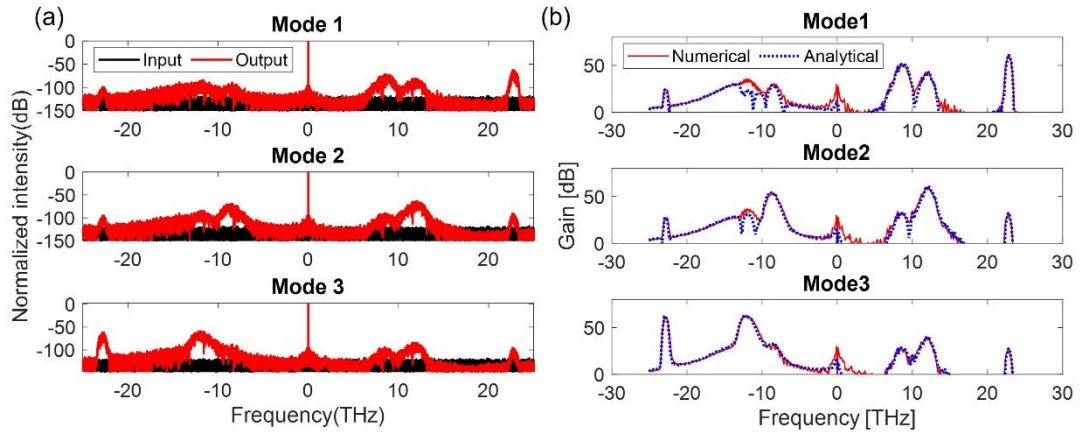 (a)
Mode 1
0
-50
-100
-150
Input
Output
-20 -10 0 10 20
Mode 2
0
-50
-100
-150
-20 -10 0 10 20
Mode 3
0
-50
-100
-20 -10 0 10 20
Normalized intensity(dB)
Frequency(THz)
(b)
Mode1
50
0
Numerical
Analytical
-30 -20 -10 0 10 20 30
Mode2
50
0
-30 -20 -10 0 10 20 30
Mode3
50
0
-30 -20 -10 0 10 20 30
Gain [dB]
Frequency [THz]